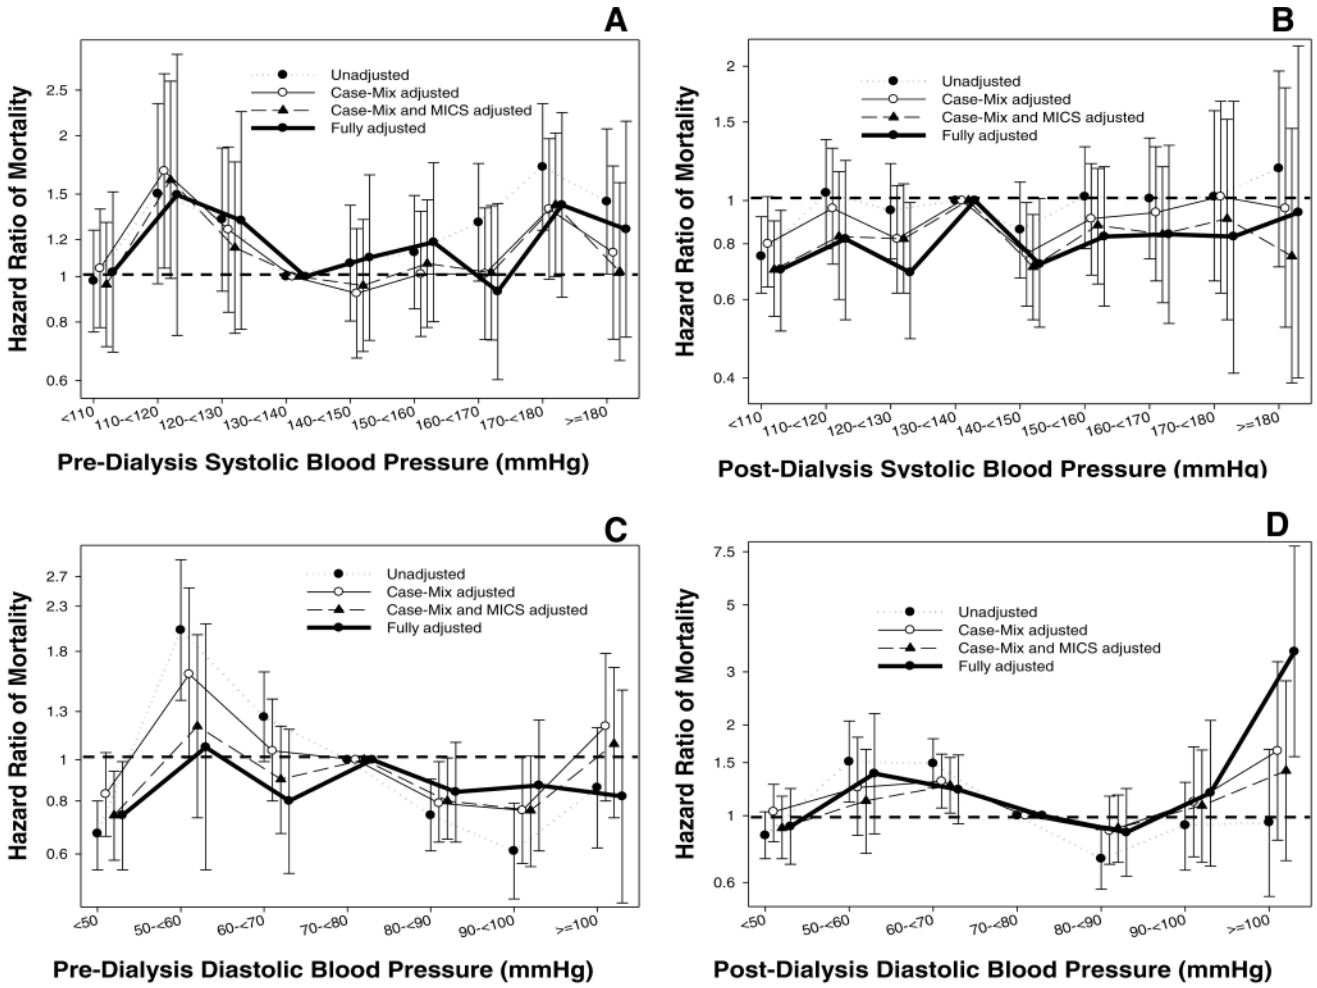 A
Hazard Ratio of Mortality
2.5
2
1.5
1.2
1
0.8
0.6
Unadjusted
Case-Mix adjusted
Case-Mix and MICS adjusted
Fully adjusted
<110 110-<120 120-<130 130-<140 140-<150 150-<160 160-<170 170-<180 >=180
Pre-Dialysis Systolic Blood Pressure (mmHg)
B
Hazard Ratio of Mortality
2
1.5
1
0.8
0.6
0.4
Unadjusted
Case-Mix adjusted
Case-Mix and MICS adjusted
Fully adjusted
<110 110-<120 120-<130 130-<140 140-<150 150-<160 160-<170 170-<180 >=180
Post-Dialysis Systolic Blood Pressure (mmHg)
C
Hazard Ratio of Mortality
2.7
2.3
1.8
1.3
1
0.8
0.6
Unadjusted
Case-Mix adjusted
Case-Mix and MICS adjusted
Fully adjusted
<50 50-<60 60-<70 70-<80 80-<90 90-<100 >=100
Pre-Dialysis Diastolic Blood Pressure (mmHg)
D
Hazard Ratio of Mortality
7.5
5
3
2
1.5
1
0.6
Unadjusted
Case-Mix adjusted
Case-Mix and MICS adjusted
Fully adjusted
<50 50-<60 60-<70 70-<80 80-<90 90-<100 >=100
Post-Dialysis Diastolic Blood Pressure (mmHg)